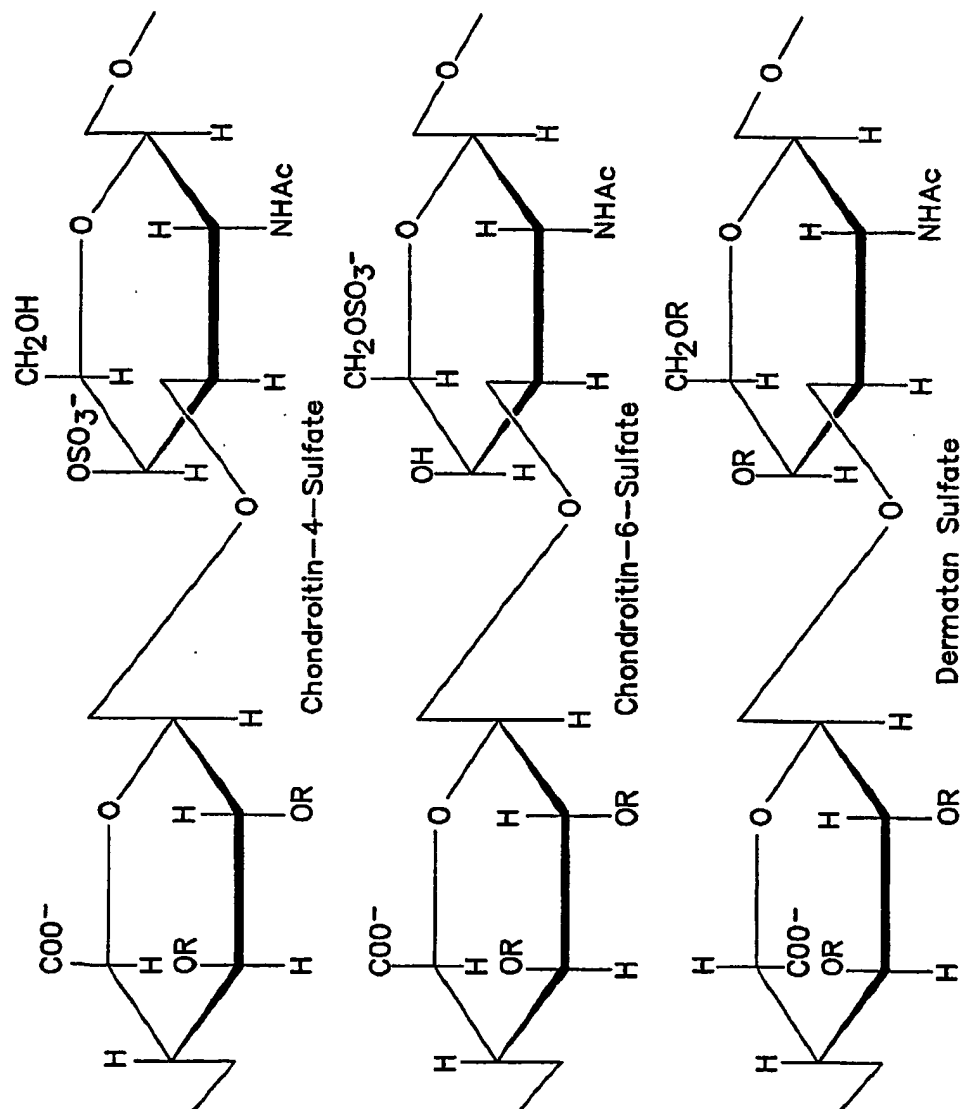 CH₂OH
COO⁻ OSO₃⁻ O O
H O H
H OR H H H
H O H NHAc
H OR H
Chondroitin-4-Sulfate
CH₂OSO₃⁻
COO⁻ OH O O
H O H
H OR H H H
H O H NHAc
H OR H
Chondroitin-6-Sulfate
CH₂OR
H OR O O
H O H
COO⁻ OR H H H
H O H NHAc
H OR H
Dermatan Sulfate